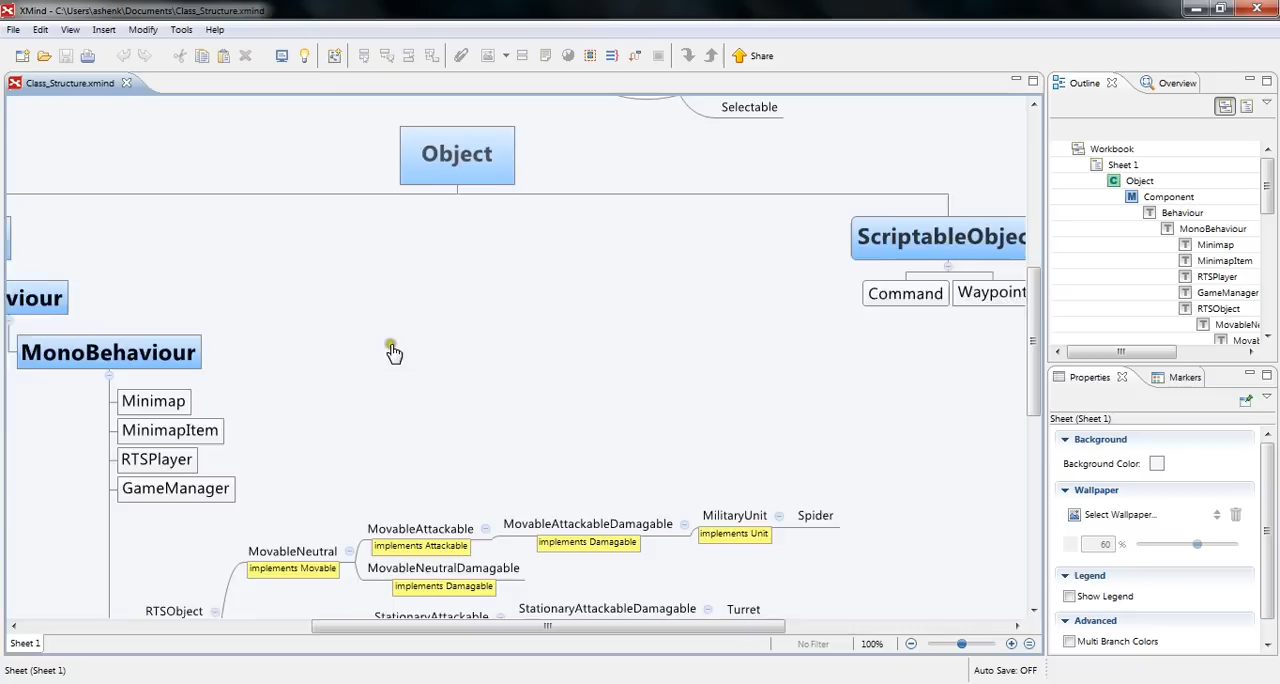 XMind - C:\Users\ashenk\Documents\Class_Structure.xmind
File Edit View Insert Modify Tools Help
Share
Class_Structure.xmind
Selectable
Object
ScriptableObjec
Command
Waypoint
viour
MonoBehaviour
Minimap
MinimapItem
RTSPlayer
GameManager
MovableAttackable
implements Attackable
MovableAttackableDamagable
implements Damagable
MilitaryUnit
implements Unit
Spider
MovableNeutral
implements Movable
MovableNeutralDamagable
implements Damagable
RTSObject
StationaryAttackable
StationaryAttackableDamagable
Turret
Sheet 1
No Filter
100%
Outline
Overview
Workbook
Sheet 1
C Object
M Component
T Behaviour
T MonoBehaviour
T Minimap
T MinimapItem
T RTSPlayer
T GameManager
T RTSObject
T MovableNe
T Movab
Properties
Markers
Sheet (Sheet 1)
Background
Background Color:
Wallpaper
Select Wallpaper...
60 %
Legend
Show Legend
Advanced
Multi Branch Colors
Sheet (Sheet 1)
Auto Save: OFF